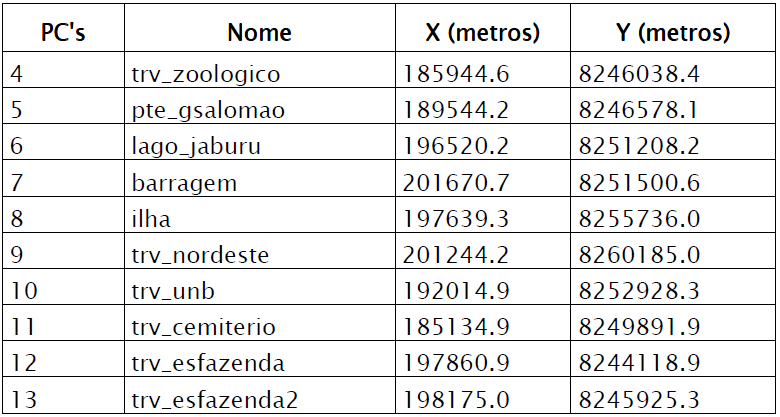 PC's Nome X (metros) Y (metros)
4 trv_zoologico 185944.6 8246038.4
5 pte_gsalomao 189544.2 8246578.1
6 lago_jaburu 196520.2 8251208.2
7 barragem 201670.7 8251500.6
8 ilha 197639.3 8255736.0
9 trv_nordeste 201244.2 8260185.0
10 trv_unb 192014.9 8252928.3
11 trv_cemiterio 185134.9 8249891.9
12 trv_esfazenda 197860.9 8244118.9
13 trv_esfazenda2 198175.0 8245925.3